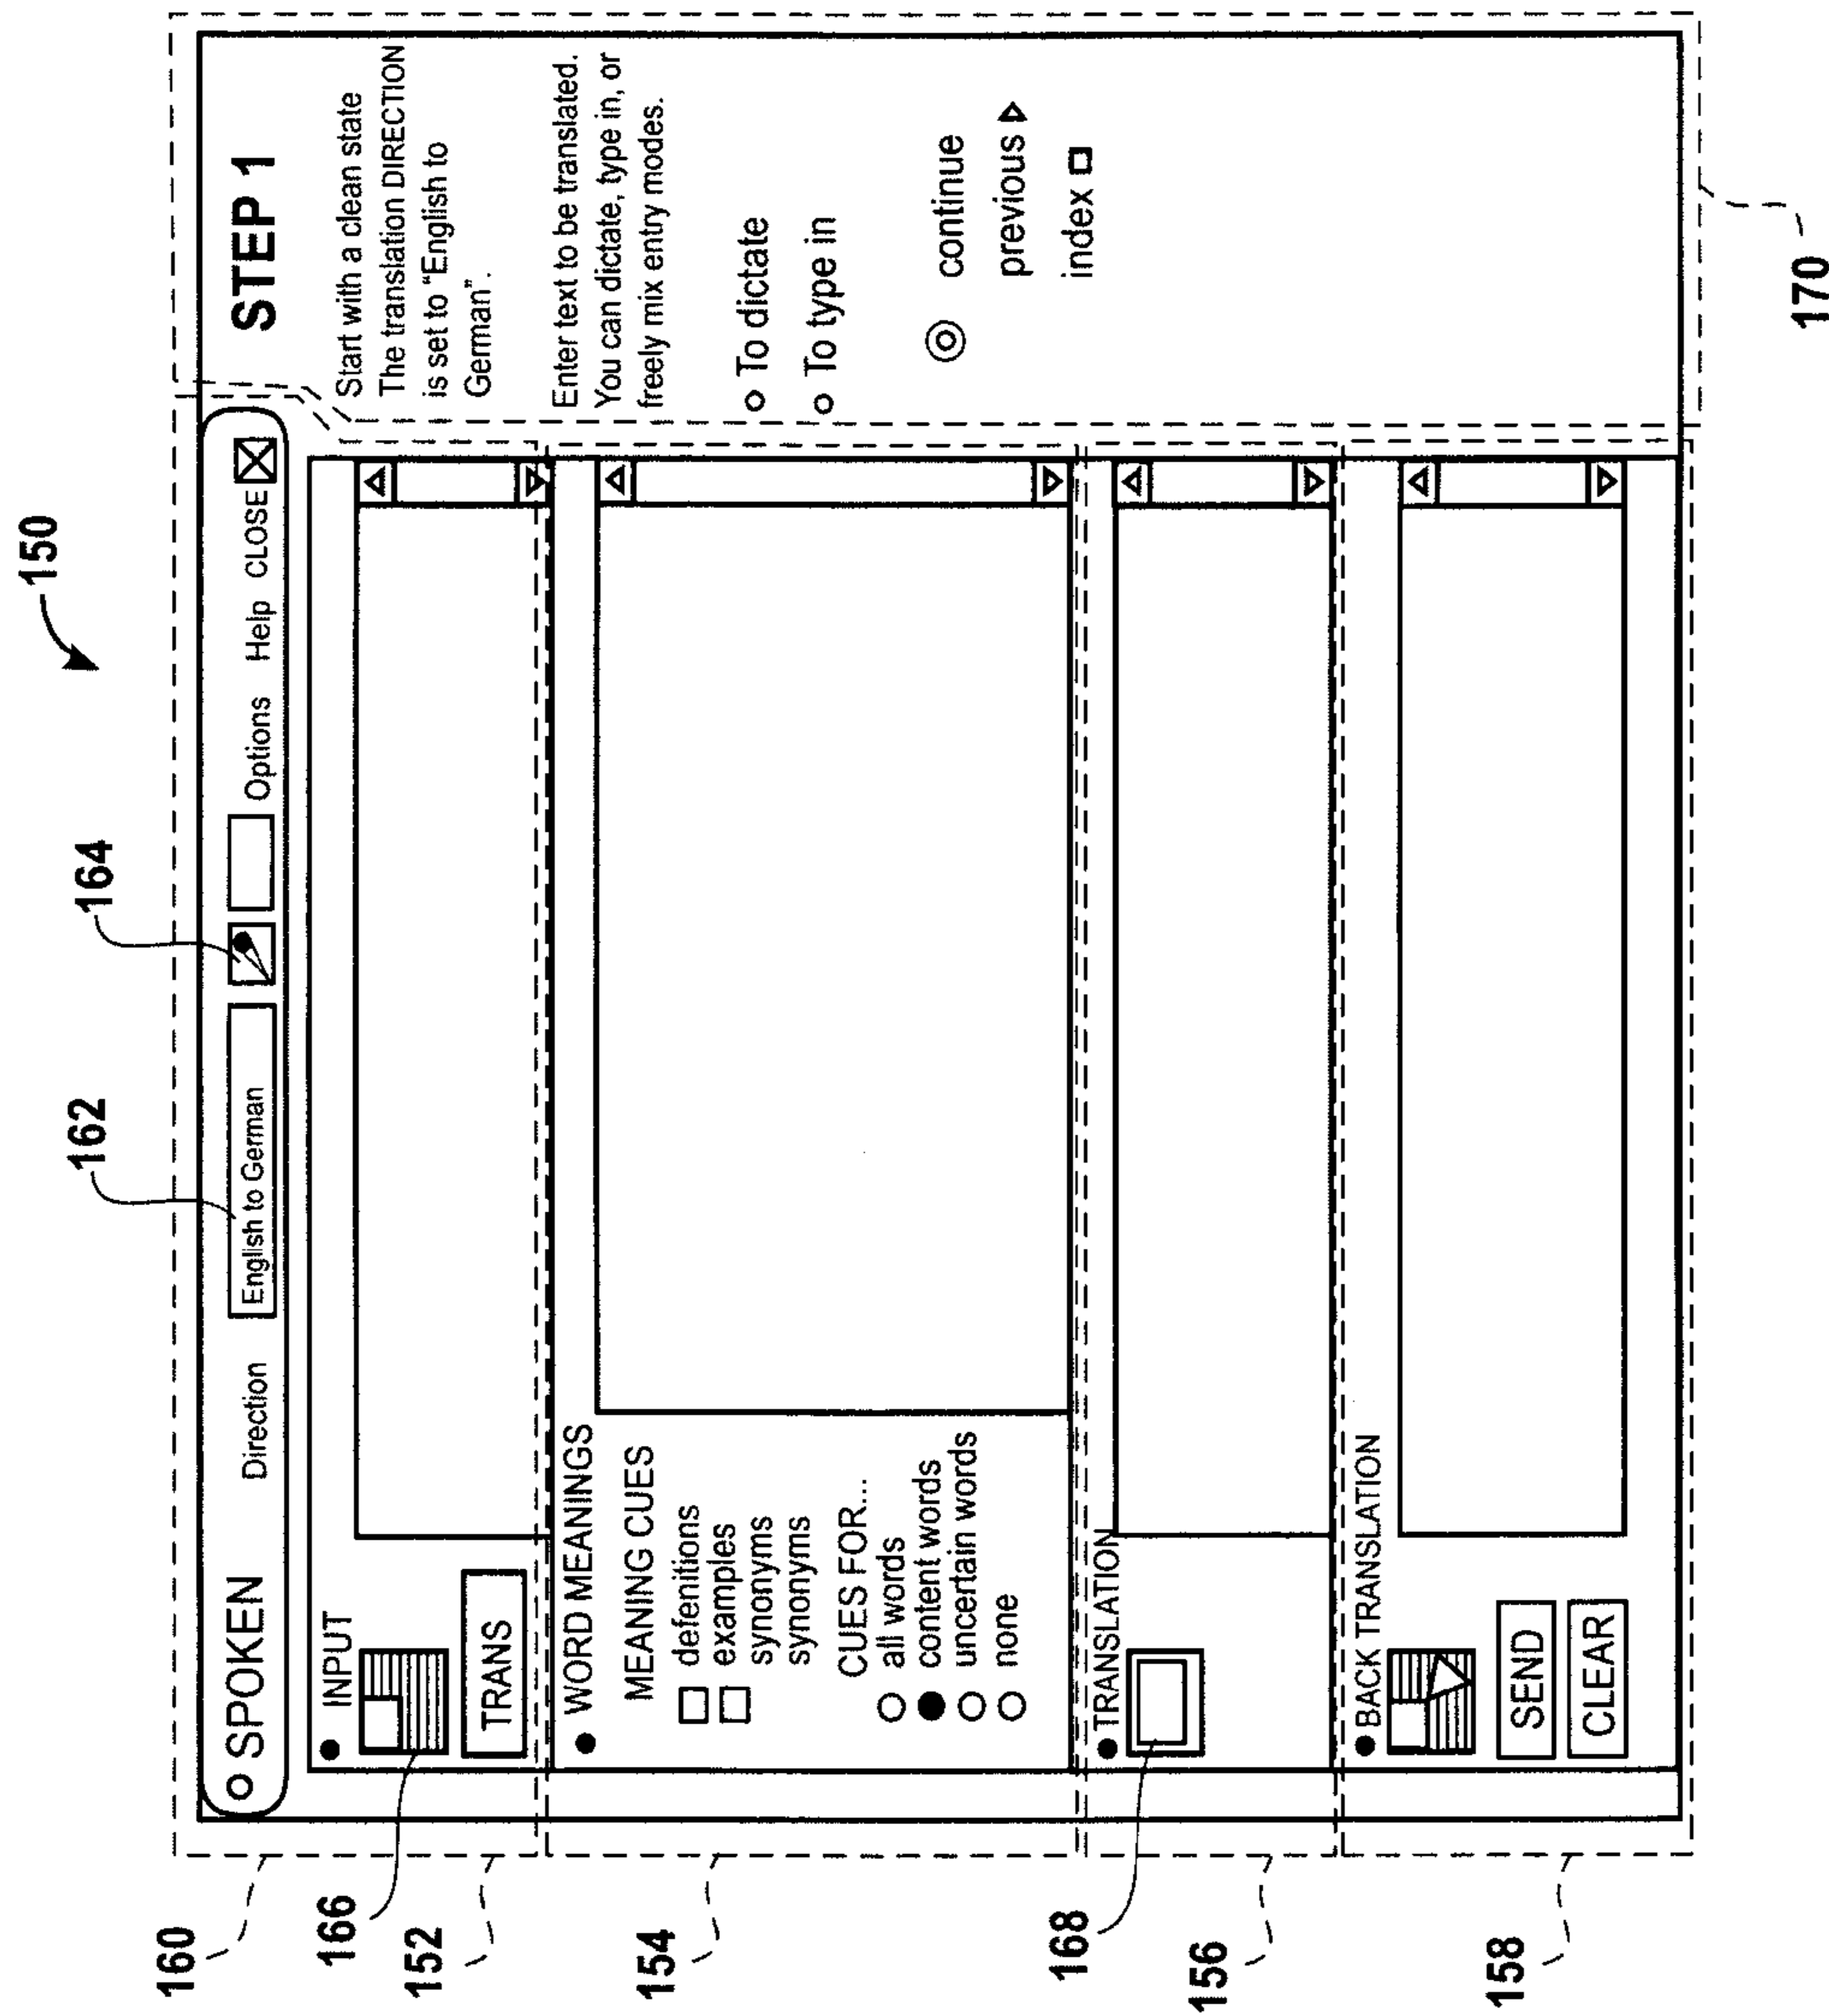 150
162
164
SPOKEN Direction English to German Options Help CLOSE
160
INPUT
166
TRANS
152
WORD MEANINGS
MEANING CUES
defenitions
examples
synonyms
synonyms
CUES FOR...
all words
content words
uncertain words
none
154
TRANSLATION
168
156
BACK TRANSLATION
SEND
CLEAR
158
STEP 1
Start with a clean state
The translation DIRECTION
is set to "English to
German".
Enter text to be translated.
You can dictate, type in, or
freely mix entry modes.
To dictate
To type in
continue
previous
index
170